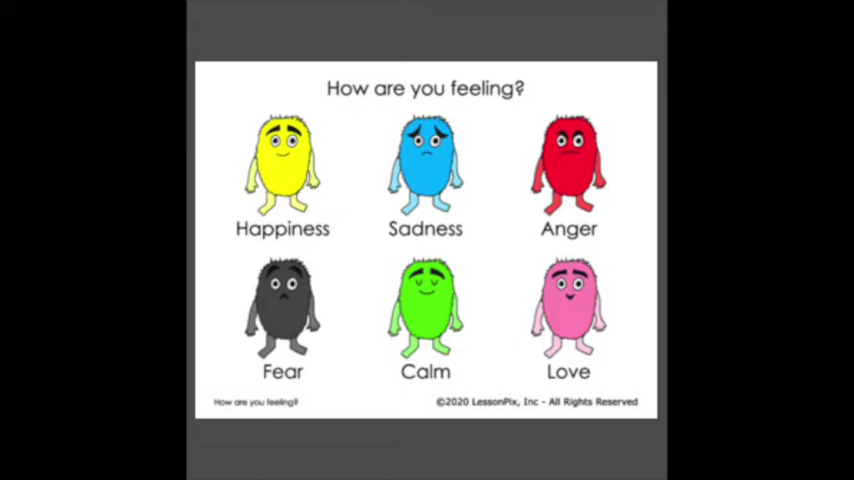 How are you feeling?
Happiness
Sadness
Anger
Fear
Calm
Love
How are you feeling?
©2020 LessonPix, Inc - All Rights Reserved